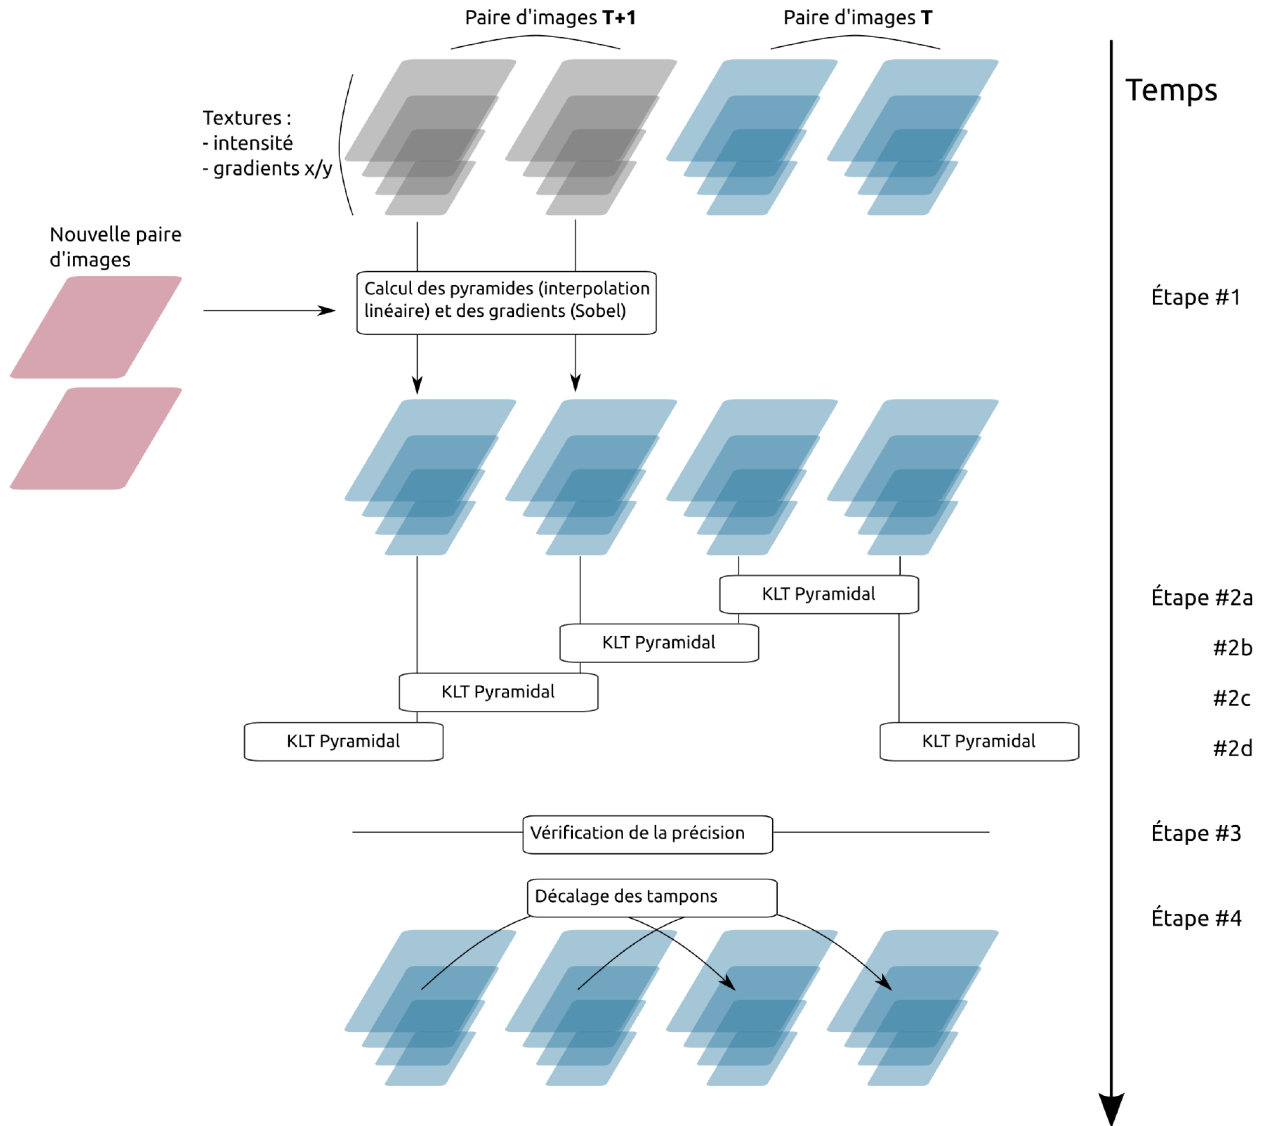 Paire d'images T+1
Paire d'images T
Temps
Textures :
- intensité
- gradients x/y
Nouvelle paire
d'images
Calcul des pyramides (interpolation
linéaire) et des gradients (Sobel)
Étape #1
KLT Pyramidal
Étape #2a
KLT Pyramidal
#2b
KLT Pyramidal
#2c
KLT Pyramidal
KLT Pyramidal
#2d
Vérification de la précision
Étape #3
Décalage des tampons
Étape #4